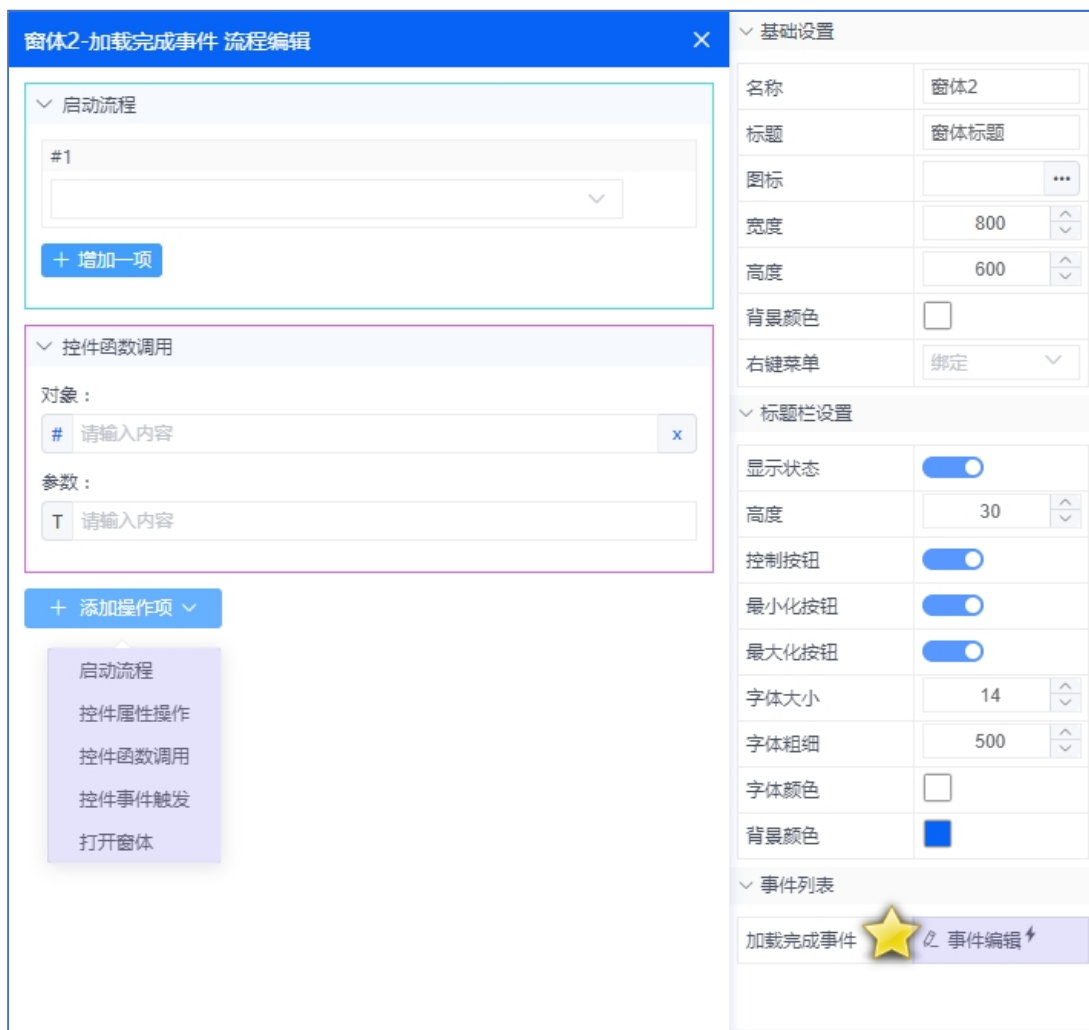 窗体2-加载完成事件 流程编辑
启动流程
#1
增加一项
控件函数调用
对象：
# 请输入内容 x
参数：
T 请输入内容
添加操作项
启动流程
控件属性操作
控件函数调用
控件事件触发
打开窗体
基础设置
名称 窗体2
标题 窗体标题
图标 •••
宽度 800
高度 600
背景颜色
右键菜单 绑定
标题栏设置
显示状态
高度 30
控制按钮
最小化按钮
最大化按钮
字体大小 14
字体粗细 500
字体颜色
背景颜色
事件列表
加载完成事件 事件编辑